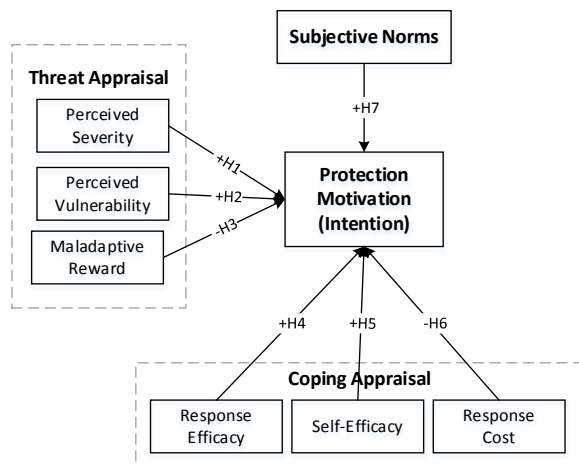 Subjective Norms
Threat Appraisal
Perceived
Severity
+H7
+H1
Perceived
Vulnerability
+H2
Protection
Motivation
(Intention)
-H3
Maladaptive
Reward
+H4
+H5
-H6
Coping Appraisal
Response
Efficacy
Self-Efficacy
Response
Cost